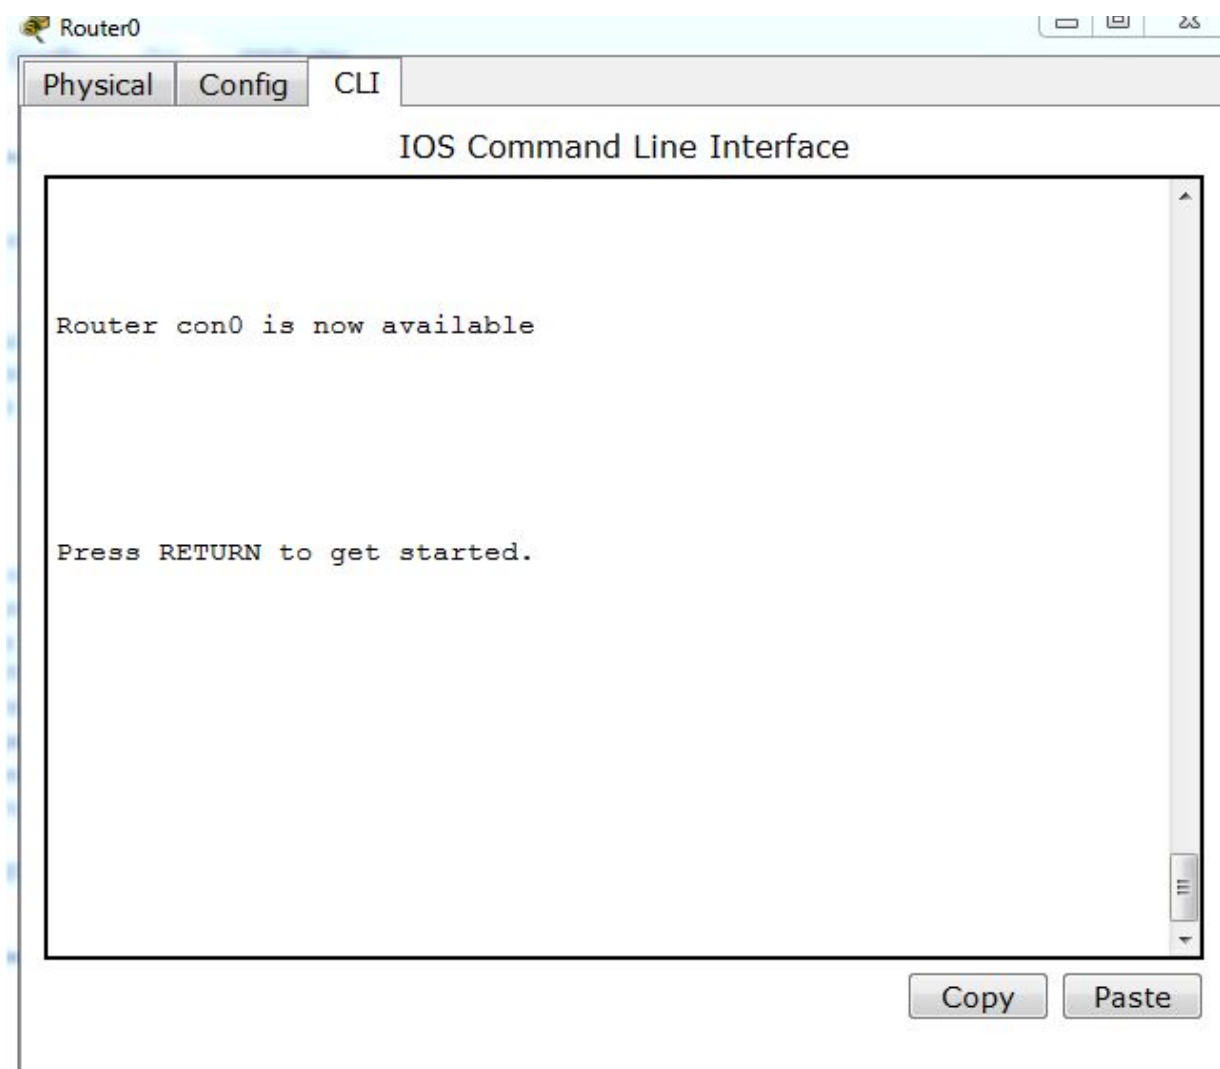 Router0
Physical Config CLI
IOS Command Line Interface
Router con0 is now available
Press RETURN to get started.
Copy Paste